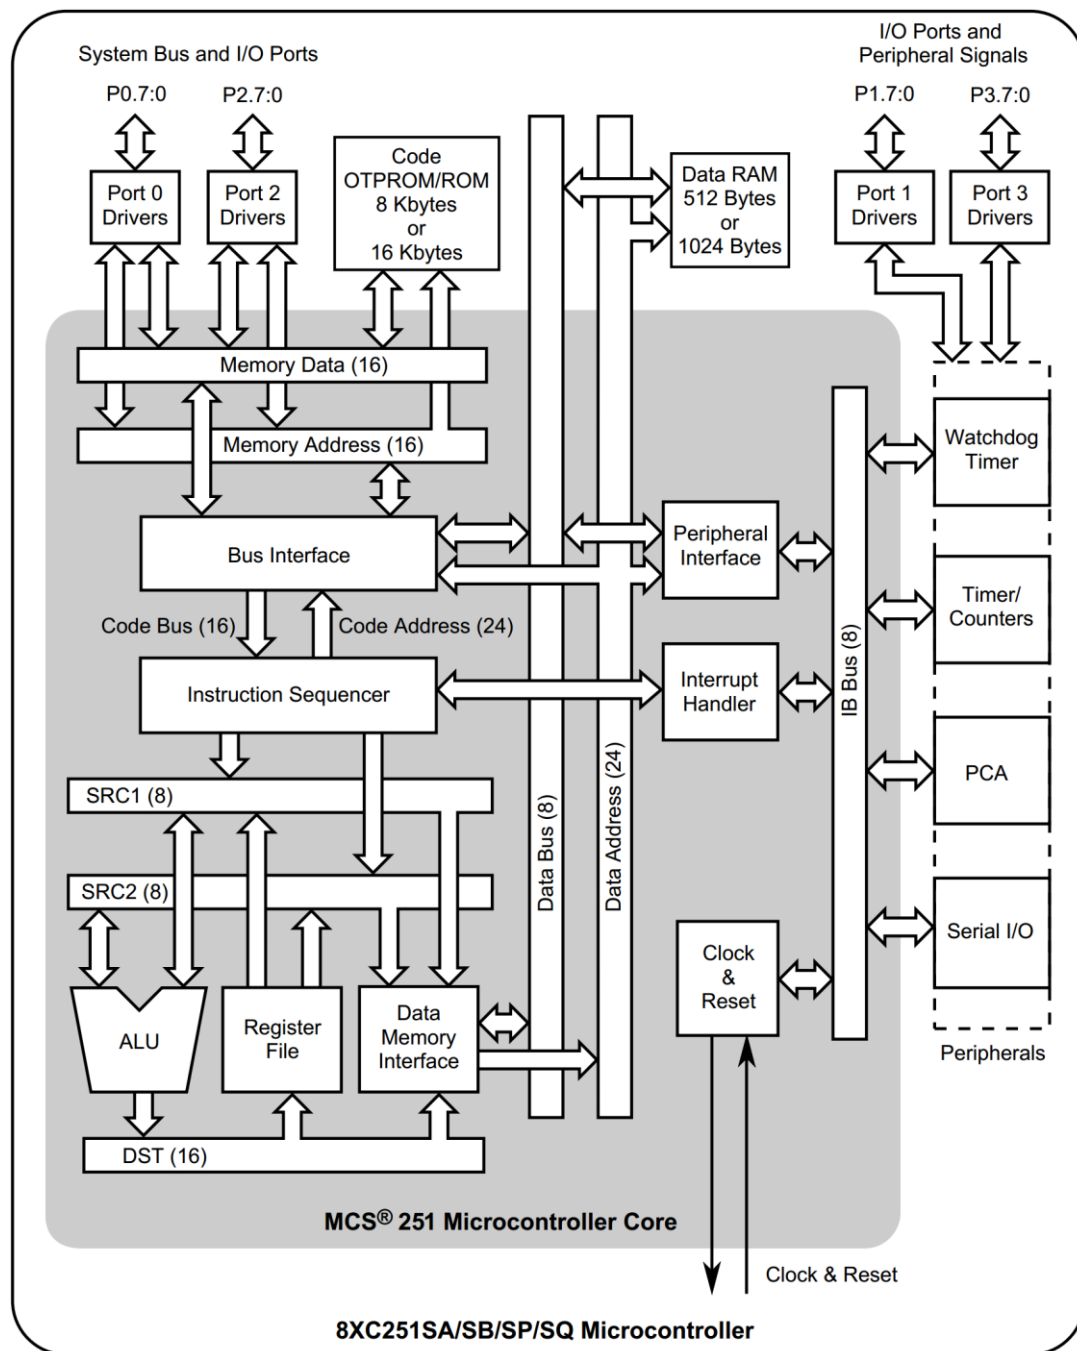 System Bus and I/O Ports
I/O Ports and
Peripheral Signals
P0.7:0
P2.7:0
P1.7:0
P3.7:0
Port 0
Drivers
Port 2
Drivers
Code
OTPROM/ROM
8 Kbytes
or
16 Kbytes
Data RAM
512 Bytes
or
1024 Bytes
Port 1
Drivers
Port 3
Drivers
Memory Data (16)
Memory Address (16)
Bus Interface
Code Bus (16)
Code Address (24)
Instruction Sequencer
SRC1 (8)
SRC2 (8)
ALU
Register
File
Data
Memory
Interface
DST (16)
Data Bus (8)
Data Address (24)
Peripheral
Interface
Interrupt
Handler
Clock
&
Reset
IB Bus (8)
Watchdog
Timer
Timer/
Counters
PCA
Serial I/O
Peripherals
MCS® 251 Microcontroller Core
Clock & Reset
8XC251SA/SB/SP/SQ Microcontroller